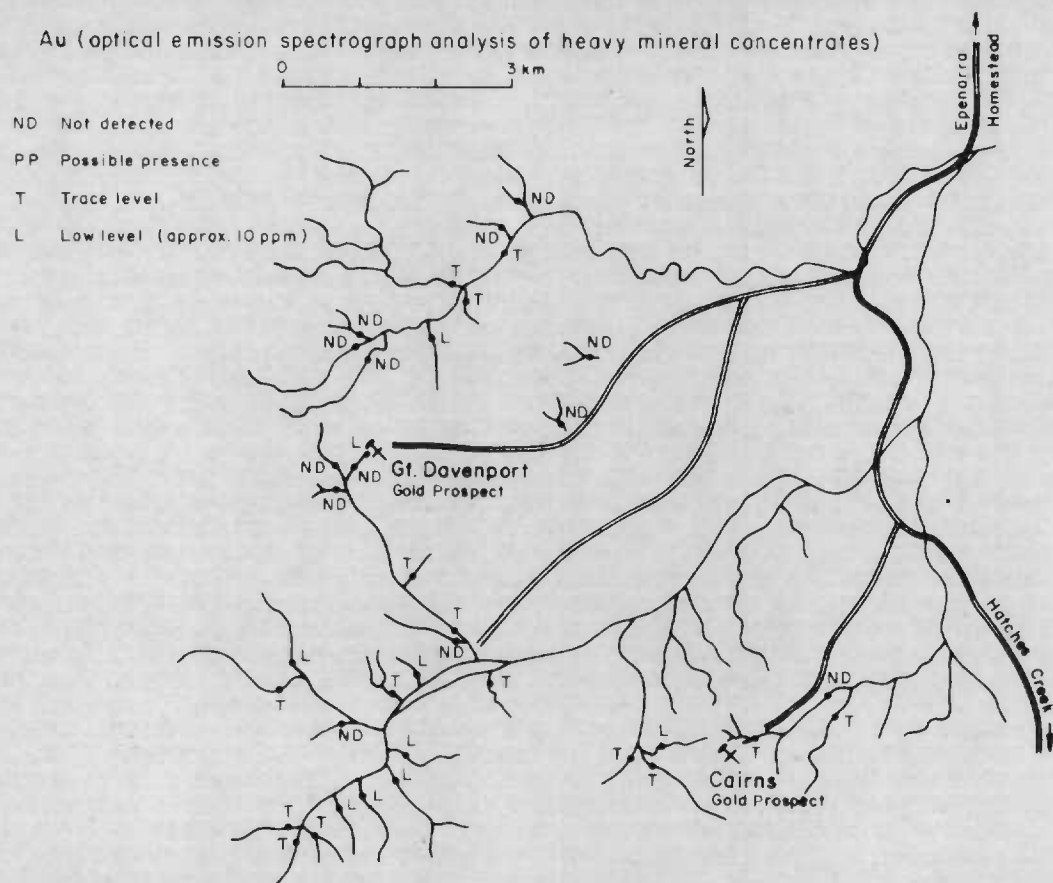 Au (optical emission spectrograph analysis of heavy mineral concentrates)
0 3 km
ND Not detected
PP Possible presence
T Trace level
L Low level (approx. 10 ppm)
North
Epenarra
Homestead
ND
ND
T
T
T
ND
ND
L
ND
ND
ND
L
ND
ND
ND
Gt. Davenport
Gold Prospect
T
T
ND
L
T
L
T
T
ND
L
L
L
L
T
T
T
ND
T
L
T
T
T
Cairns
Gold Prospect
Hatches Creek